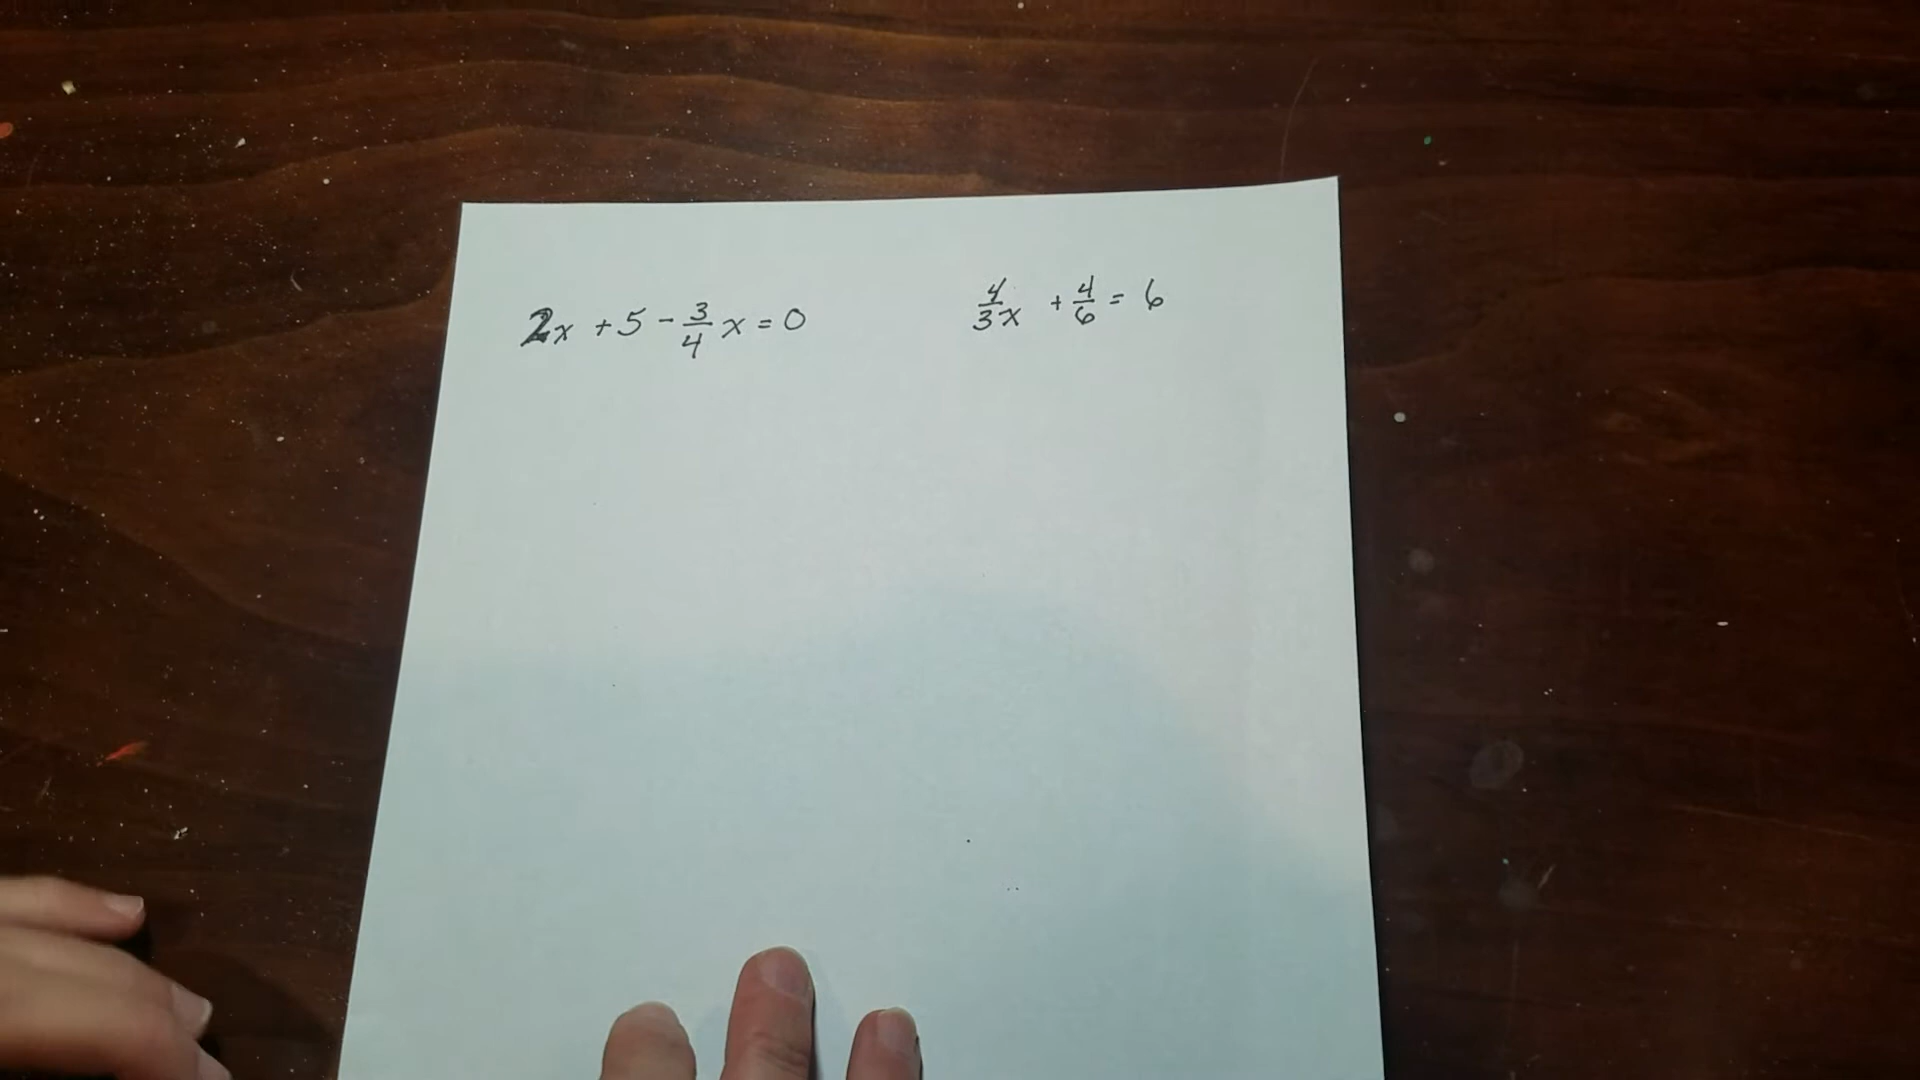 2x + 5 - 3/4 x = 0
4/3x + 4/6 = 6